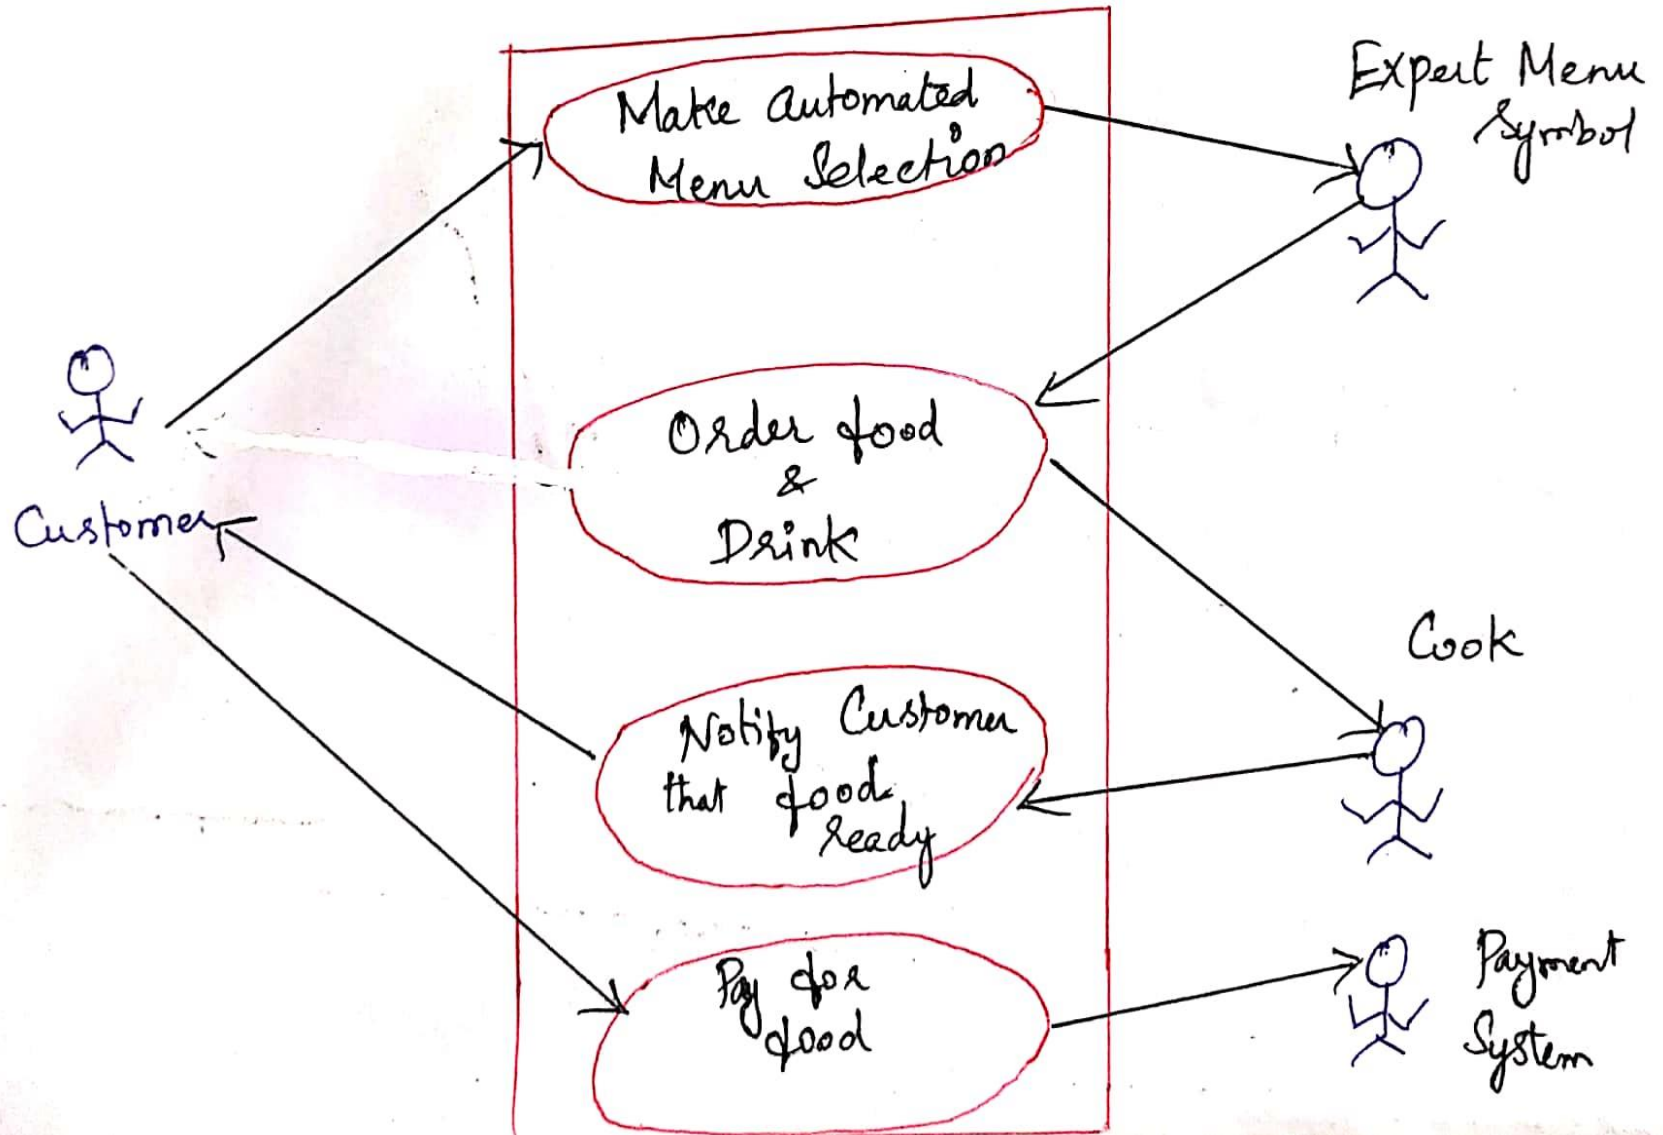 Make automated
Menu Selection
Expert Menu
Symbol
Customer
Order food
&
Drink
Cook
Notify Customer
that food
ready
Pay for
food
Payment
System